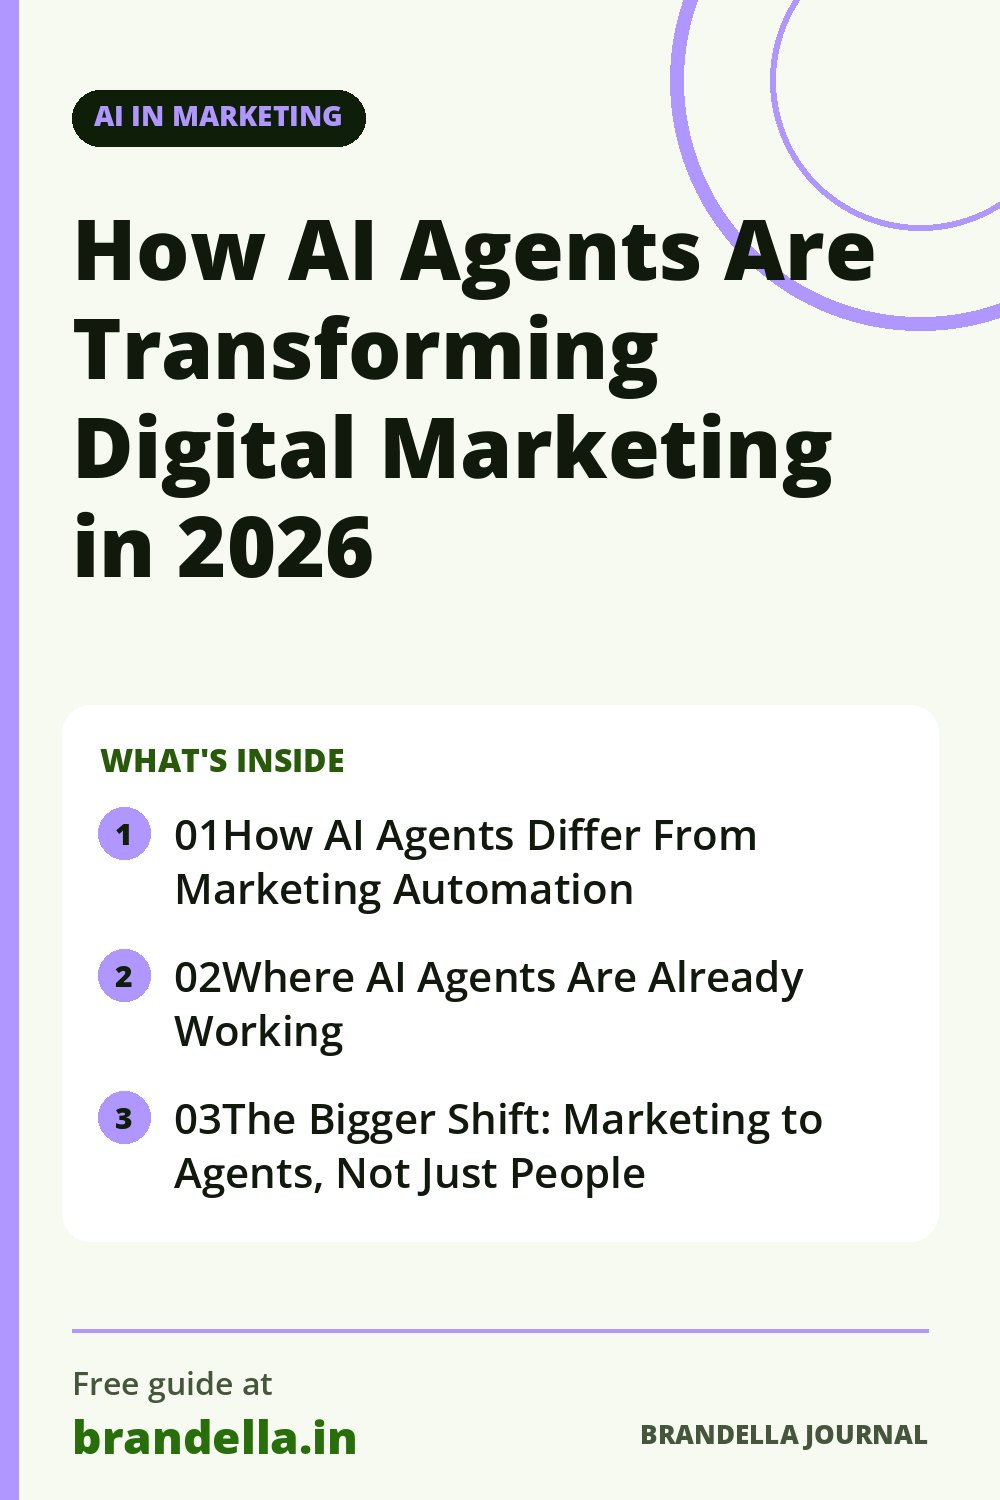 AI IN MARKETING
How AI Agents Are
Transforming
Digital Marketing
in 2026
WHAT'S INSIDE
1 01How AI Agents Differ From
Marketing Automation
2 02Where AI Agents Are Already
Working
3 03The Bigger Shift: Marketing to
Agents, Not Just People
Free guide at
brandella.in
BRANDELLA JOURNAL